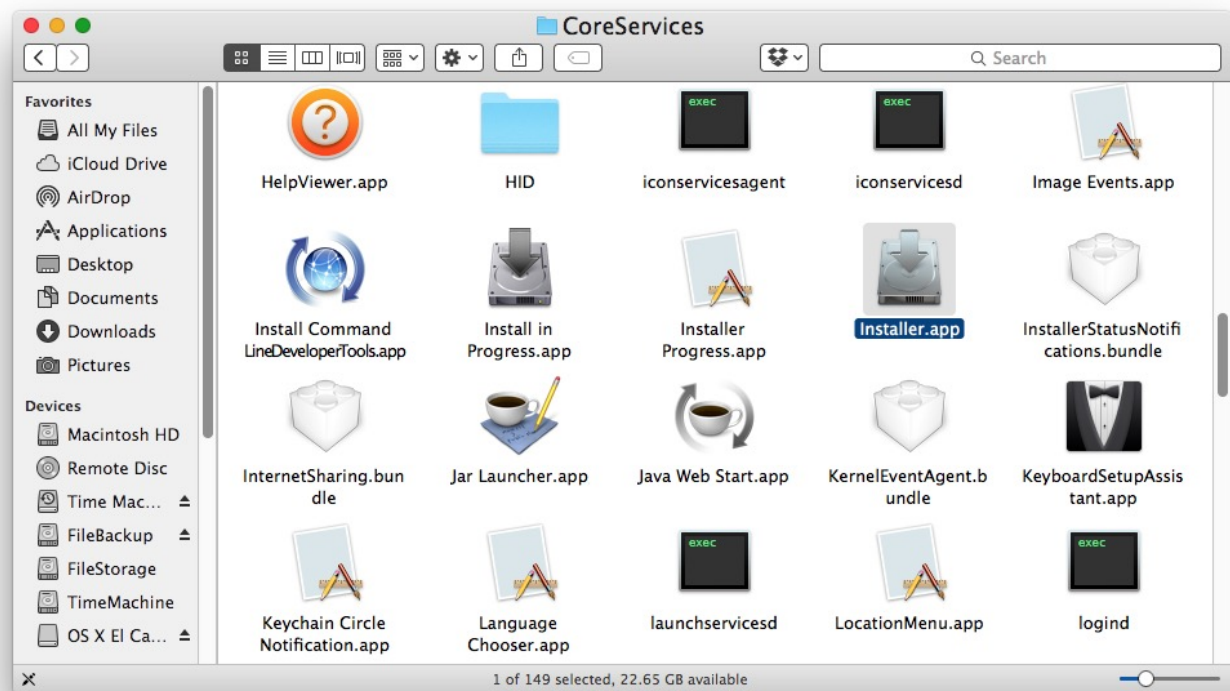 CoreServices
Search
Favorites
All My Files
iCloud Drive
AirDrop
Applications
Desktop
Documents
Downloads
Pictures
Devices
Macintosh HD
Remote Disc
Time Mac...
FileBackup
FileStorage
TimeMachine
OS X El Ca...
exec
exec
HelpViewer.app
HID
iconservicesagent
iconservicesd
Image Events.app
Install Command
LineDeveloperTools.app
Install in
Progress.app
Installer
Progress.app
Installer.app
InstallerStatusNotifi
cations.bundle
InternetSharing.bun
dle
Jar Launcher.app
Java Web Start.app
KernelEventAgent.b
undle
KeyboardSetupAssis
tant.app
exec
exec
Keychain Circle
Notification.app
Language
Chooser.app
launchservicesd
LocationMenu.app
logind
1 of 149 selected, 22.65 GB available